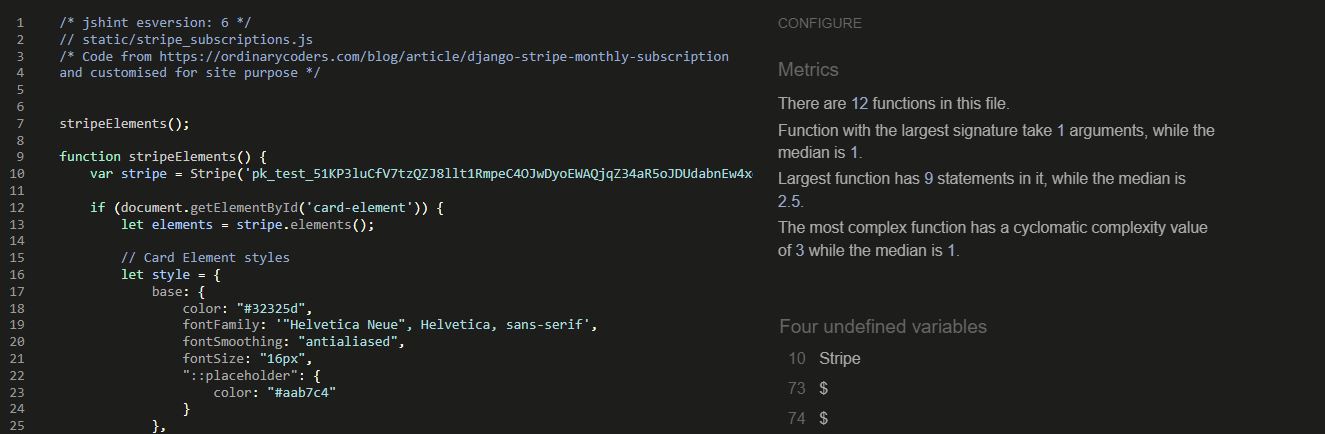 1 /* jshint esversion: 6 */
2 // static/stripe_subscriptions.js
3 /* Code from https://ordinarycoders.com/blog/article/django-stripe-monthly-subscription
4 and customised for site purpose */
5
6
7 stripeElements();
8
9 function stripeElements() {
10 var stripe = Stripe('pk_test_51KP3luCfV7tzQZJ8llt1RmpeC4OJwDyoEWAQjqZ34aR5oJDUdabnEw4x
11
12 if (document.getElementById('card-element')) {
13 let elements = stripe.elements();
14
15 // Card Element styles
16 let style = {
17 base: {
18 color: "#32325d",
19 fontFamily: '"Helvetica Neue", Helvetica, sans-serif',
20 fontSmoothing: "antialiased",
21 fontSize: "16px",
22 "::placeholder": {
23 color: "#aab7c4"
24 }
25 },
CONFIGURE
Metrics
There are 12 functions in this file.
Function with the largest signature take 1 arguments, while the
median is 1.
Largest function has 9 statements in it, while the median is
2.5.
The most complex function has a cyclomatic complexity value
of 3 while the median is 1.
Four undefined variables
10 Stripe
73 $
74 $